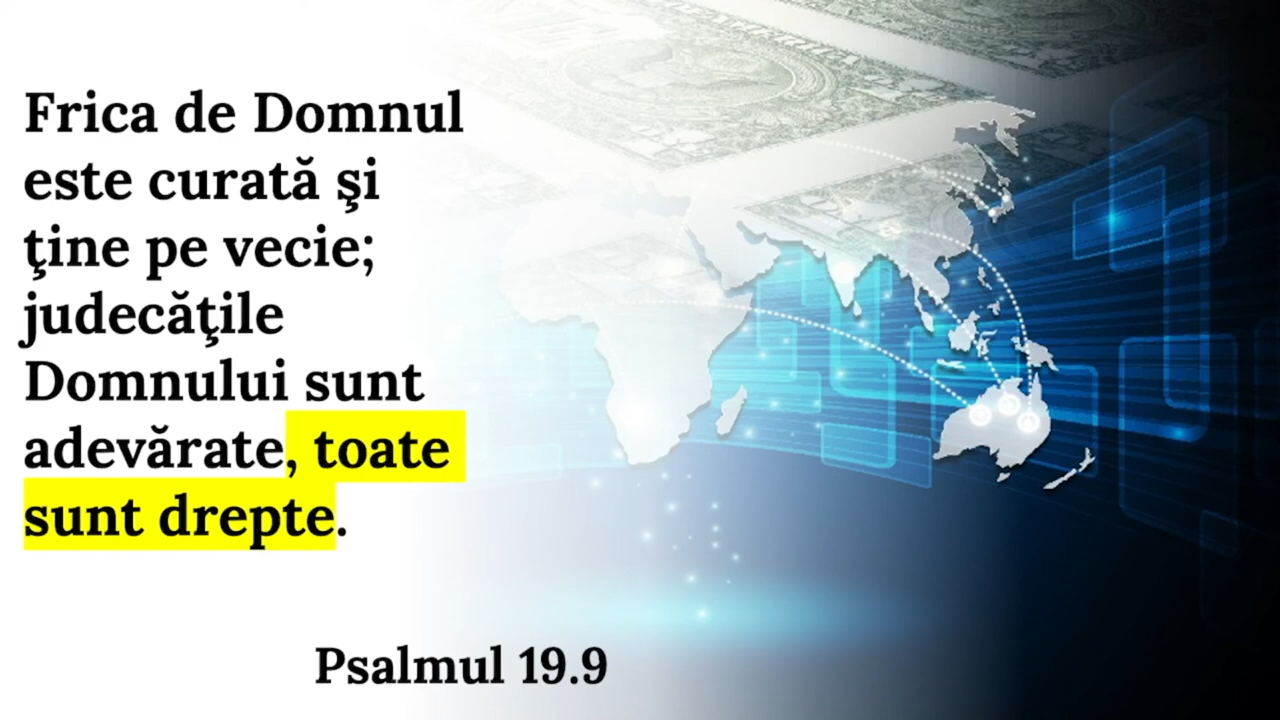 Frica de Domnul
este curată şi
ţine pe vecie;
judecăţile
Domnului sunt
adevărate, toate
sunt drepte.
Psalmul 19.9